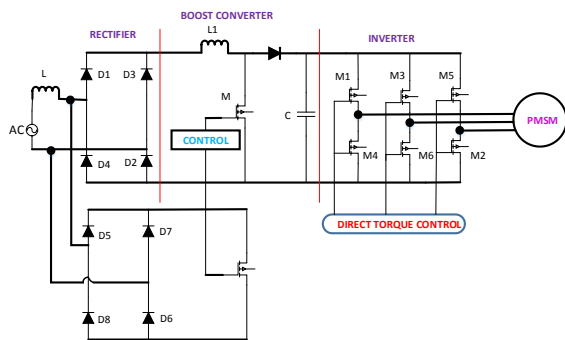 BOOST CONVERTER
RECTIFIER
INVERTER
L1
L
D1
D3
M1
M3
M5
M
C
AC
CONTROL
PMSM
D4
D2
M4
M6
M2
DIRECT TORQUE CONTROL
D5
D7
D8
D6